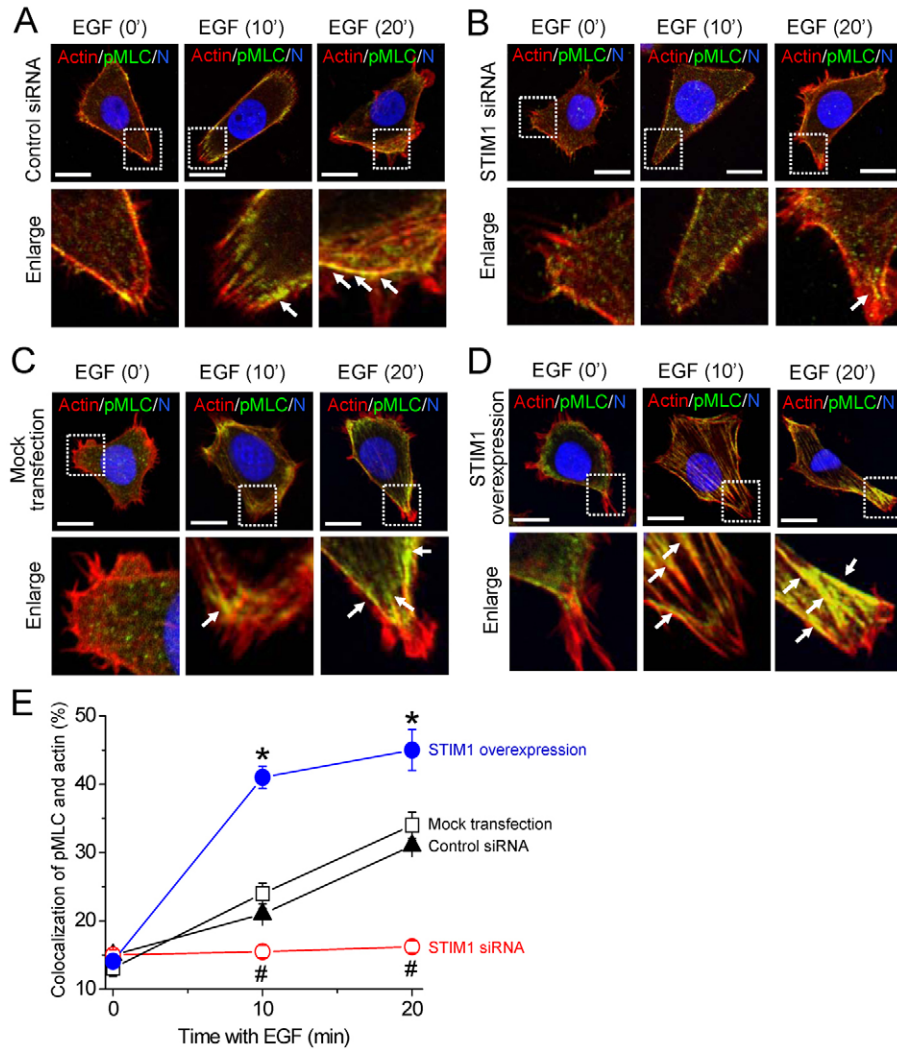 A
EGF (0') EGF (10') EGF (20')
Control siRNA
Actin/pMLC/N Actin/pMLC/N Actin/pMLC/N
Enlarge
B
EGF (0') EGF (10') EGF (20')
STIM1 siRNA
Actin/pMLC/N Actin/pMLC/N Actin/pMLC/N
Enlarge
C
EGF (0') EGF (10') EGF (20')
Mock
transfection
Actin/pMLC/N Actin/pMLC/N Actin/pMLC/N
Enlarge
D
EGF (0') EGF (10') EGF (20')
STIM1
overexpression
Actin/pMLC/N Actin/pMLC/N Actin/pMLC/N
Enlarge
E
Colocalization of pMLC and actin (%)
50
40
30
20
10
* *
STIM1 overexpression
Mock transfection
Control siRNA
STIM1 siRNA
# #
0 10 20
Time with EGF (min)